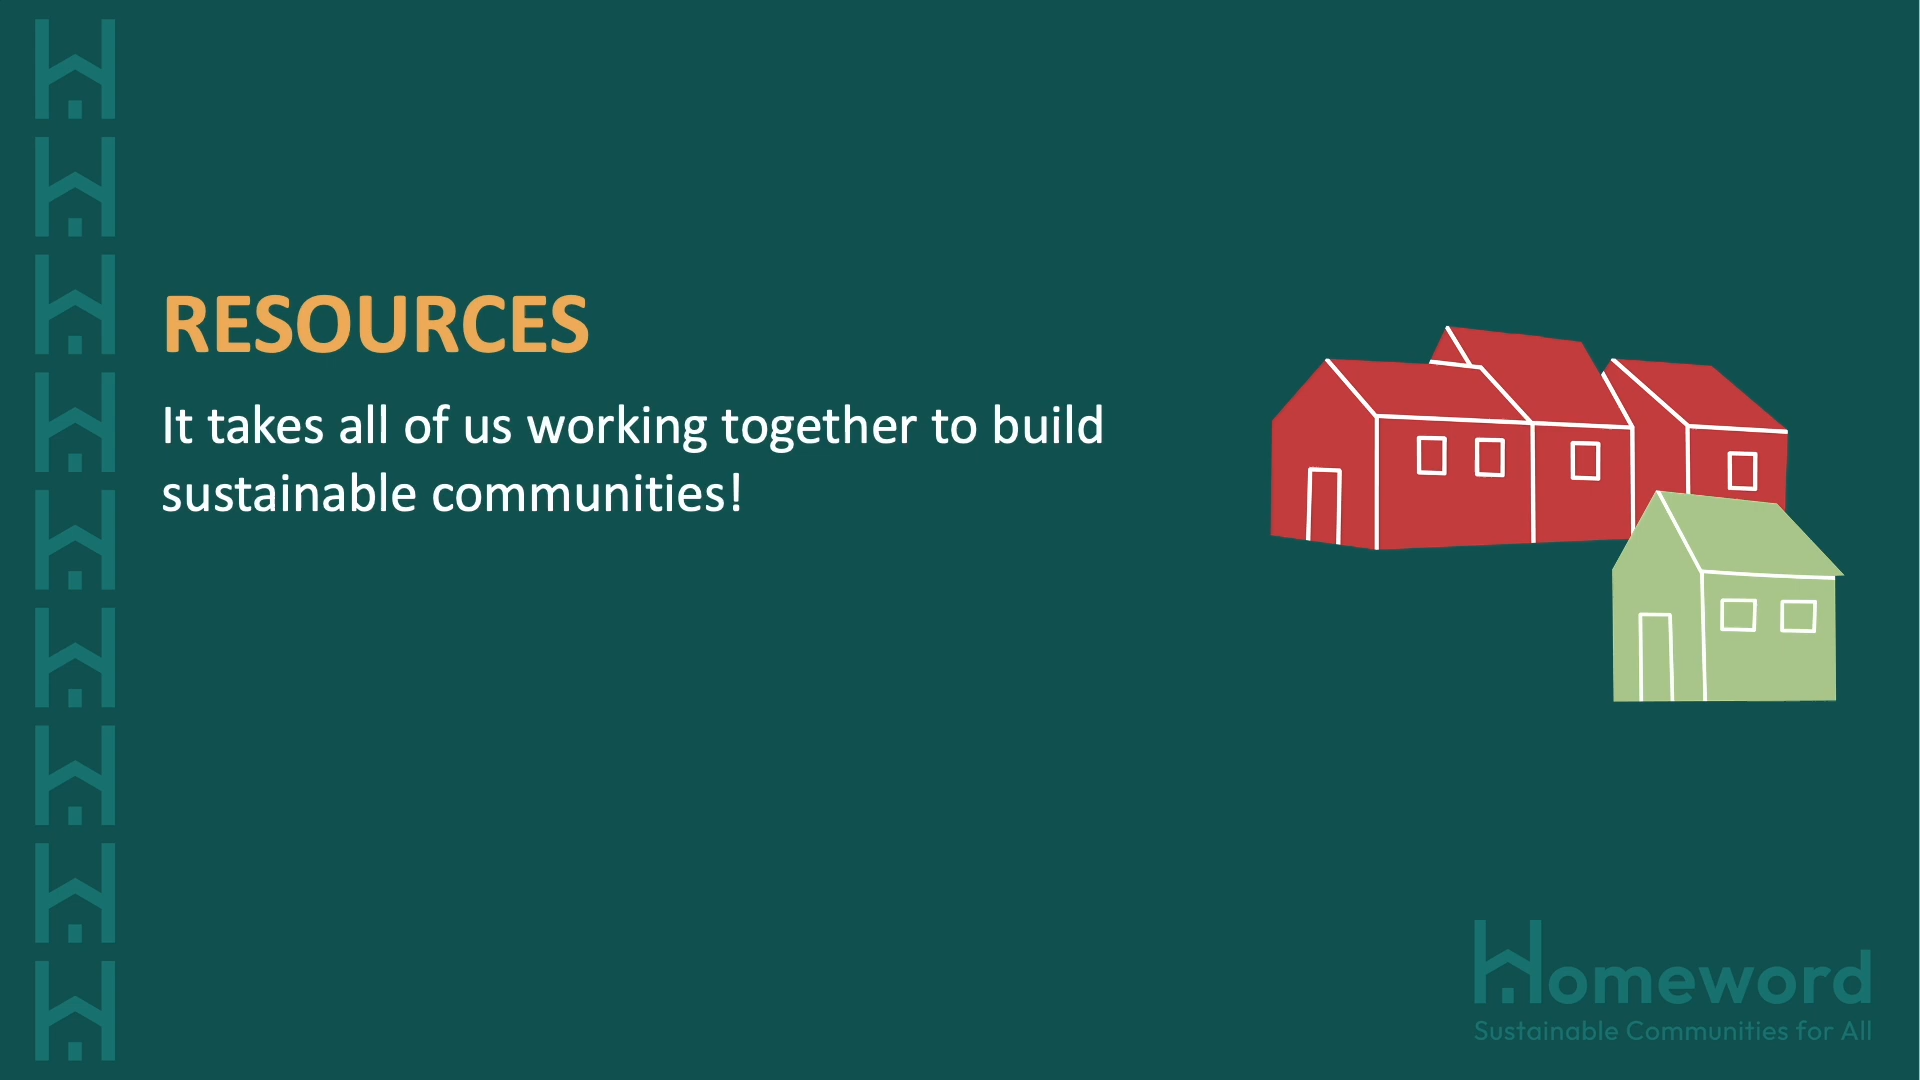 RESOURCES
It takes all of us working together to build
sustainable communities!
Homeword
Sustainable Communities for All